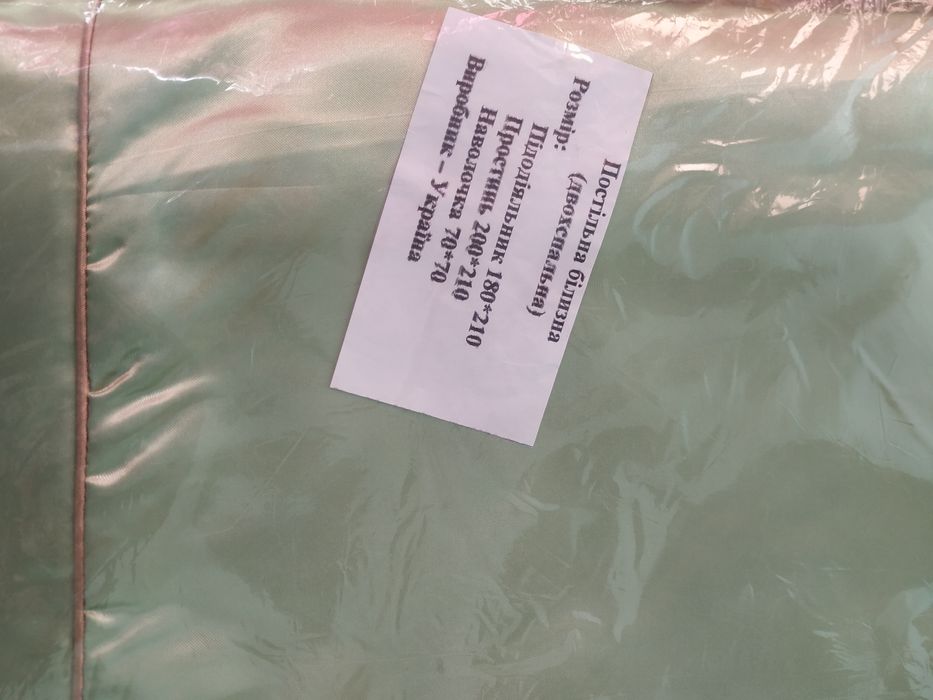 Постільна білизна
(двохспальна)
Розмір:
Підодіяльник 180*210
Простинь 200*210
Наволочка 70*70
Виробник – Україна